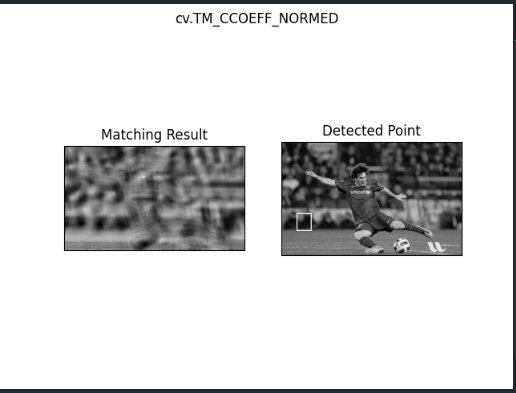 cv.TM_CCOEFF_NORMED
Matching Result
Detected Point